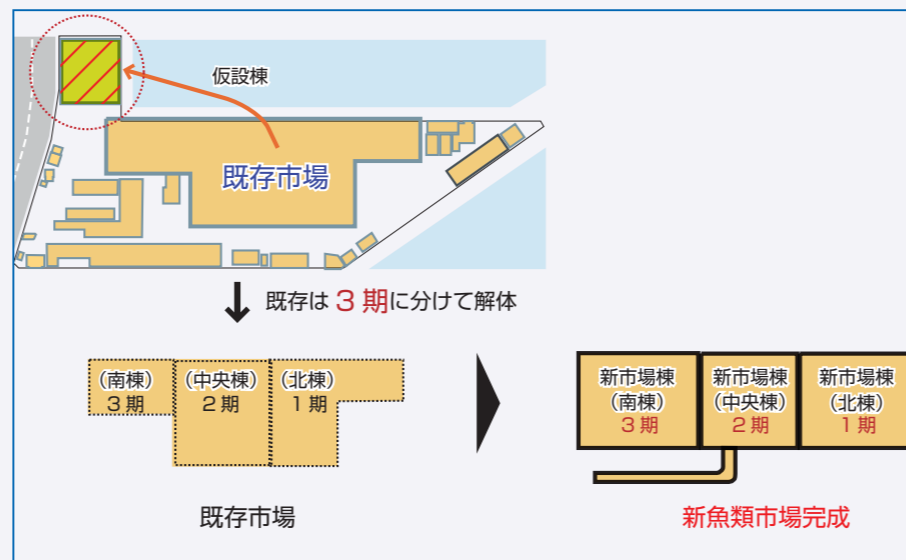 仮設棟
既存市場
既存は 3 期に分けて解体
(南棟)
3 期
(中央棟)
2 期
(北棟)
1 期
新市場棟
(南棟)
3 期
新市場棟
(中央棟)
2 期
新市場棟
(北棟)
1 期
既存市場
新魚類市場完成